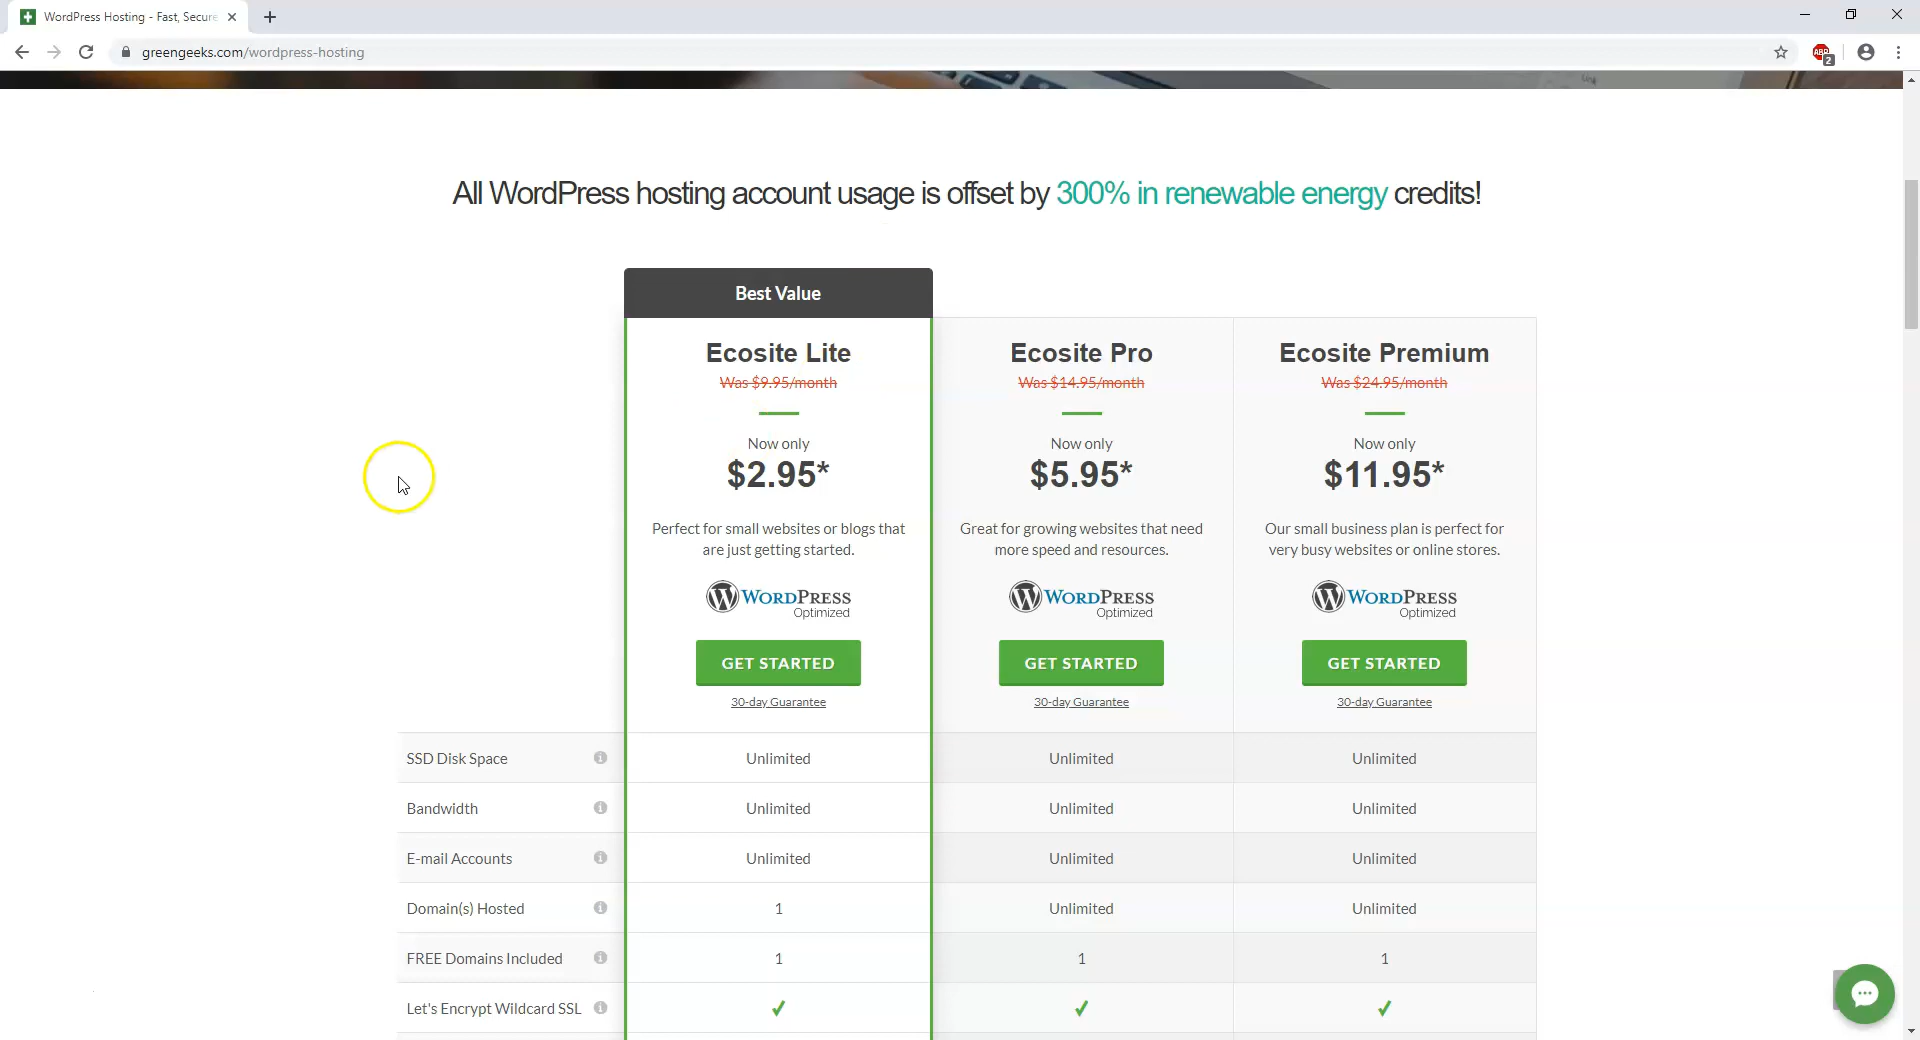 WordPress Hosting - Fast, Secure
greengeeks.com/wordpress-hosting
ABP
2
All WordPress hosting account usage is offset by 300% in renewable energy credits!
Best Value
Ecosite Lite
Was $9.95/month
Now only
$2.95*
Perfect for small websites or blogs that
are just getting started.
WORDPRESS
Optimized
GET STARTED
30-day Guarantee
Ecosite Pro
Was $14.95/month
Now only
$5.95*
Great for growing websites that need
more speed and resources.
WORDPRESS
Optimized
GET STARTED
30-day Guarantee
Ecosite Premium
Was $24.95/month
Now only
$11.95*
Our small business plan is perfect for
very busy websites or online stores.
WORDPRESS
Optimized
GET STARTED
30-day Guarantee
SSD Disk Space Unlimited Unlimited Unlimited
Bandwidth Unlimited Unlimited Unlimited
E-mail Accounts Unlimited Unlimited Unlimited
Domain(s) Hosted 1 Unlimited Unlimited
FREE Domains Included 1 1 1
Let's Encrypt Wildcard SSL